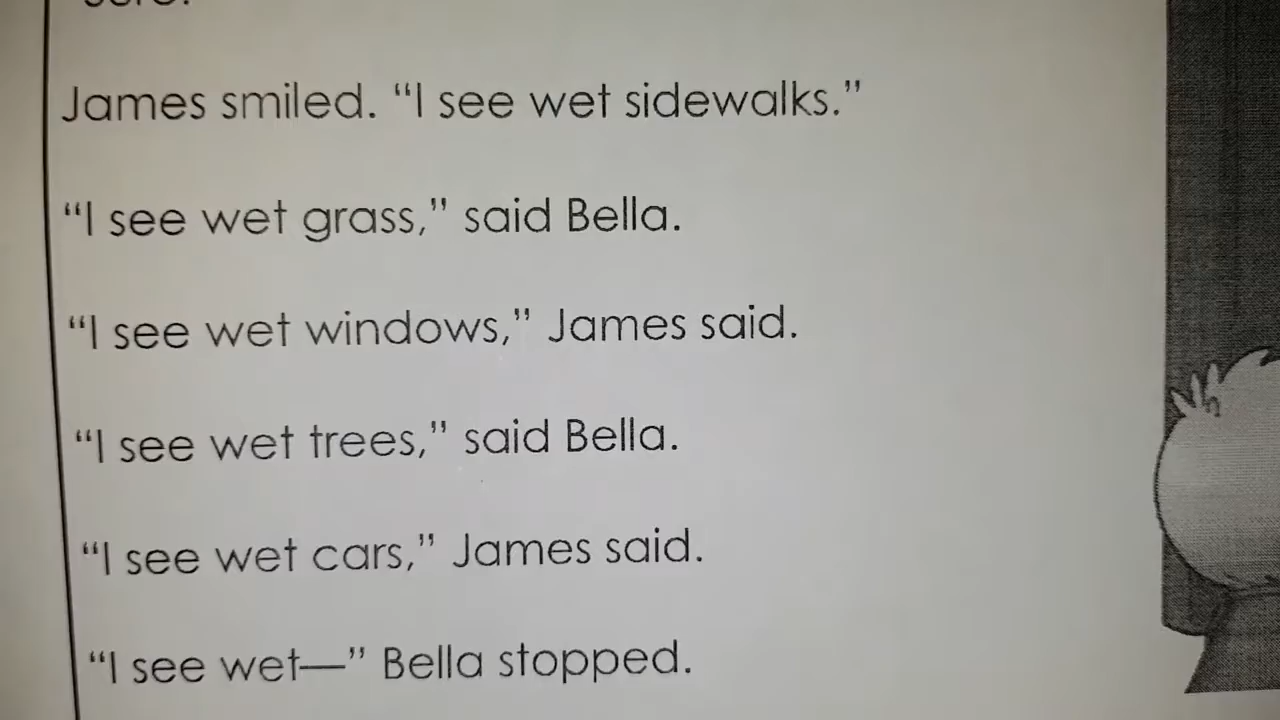 James smiled. “I see wet sidewalks.”
“I see wet grass,” said Bella.
“I see wet windows,” James said.
“I see wet trees,” said Bella.
“I see wet cars,” James said.
“I see wet—” Bella stopped.